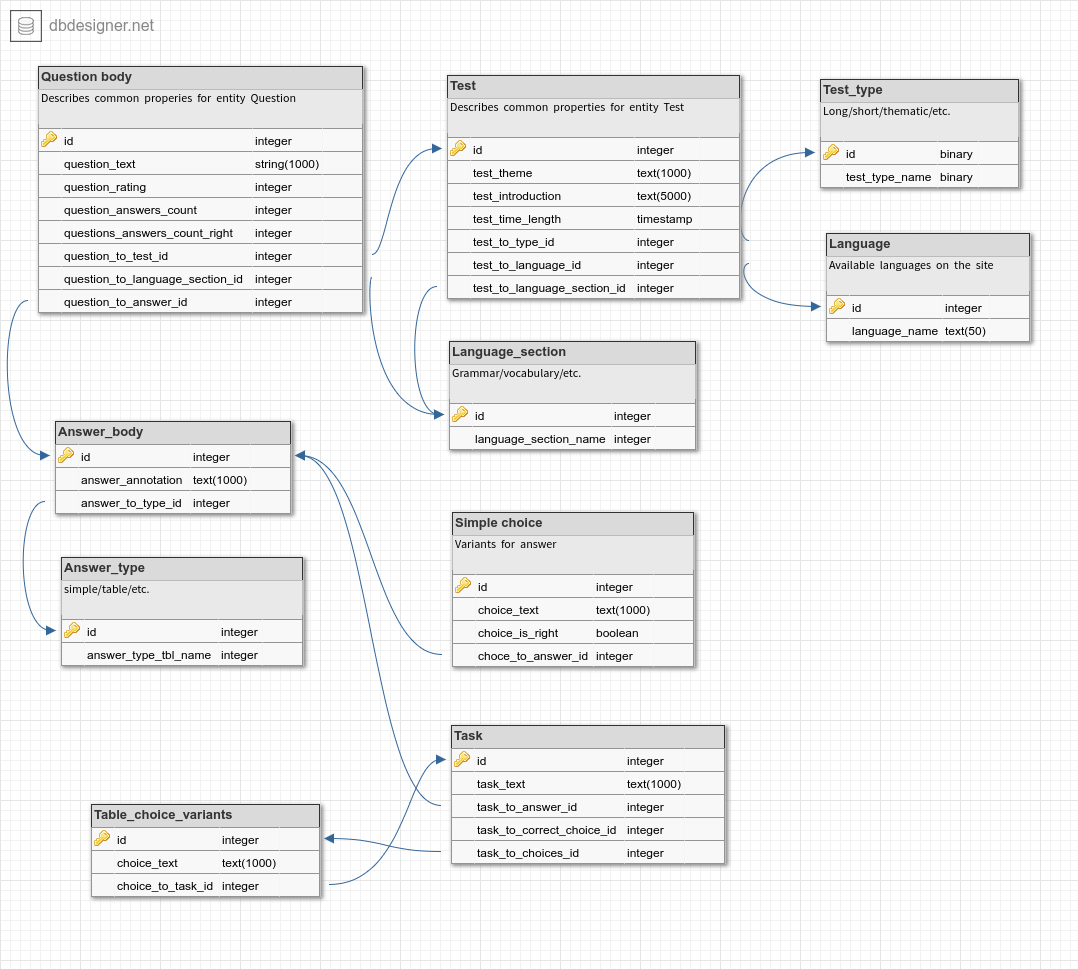 dbdesigner.net
Question body
Describes common properies for entity Question
id integer
question_text string(1000)
question_rating integer
question_answers_count integer
questions_answers_count_right integer
question_to_test_id integer
question_to_language_section_id integer
question_to_answer_id integer
Test
Describes common properties for entity Test
id integer
test_theme text(1000)
test_introduction text(5000)
test_time_length timestamp
test_to_type_id integer
test_to_language_id integer
test_to_language_section_id integer
Test_type
Long/short/thematic/etc.
id binary
test_type_name binary
Language
Available languages on the site
id integer
language_name text(50)
Language_section
Grammar/vocabulary/etc.
id integer
language_section_name integer
Answer_body
id integer
answer_annotation text(1000)
answer_to_type_id integer
Simple choice
Variants for answer
id integer
choice_text text(1000)
choice_is_right boolean
choce_to_answer_id integer
Answer_type
simple/table/etc.
id integer
answer_type_tbl_name integer
Task
id integer
task_text text(1000)
task_to_answer_id integer
task_to_correct_choice_id integer
task_to_choices_id integer
Table_choice_variants
id integer
choice_text text(1000)
choice_to_task_id integer